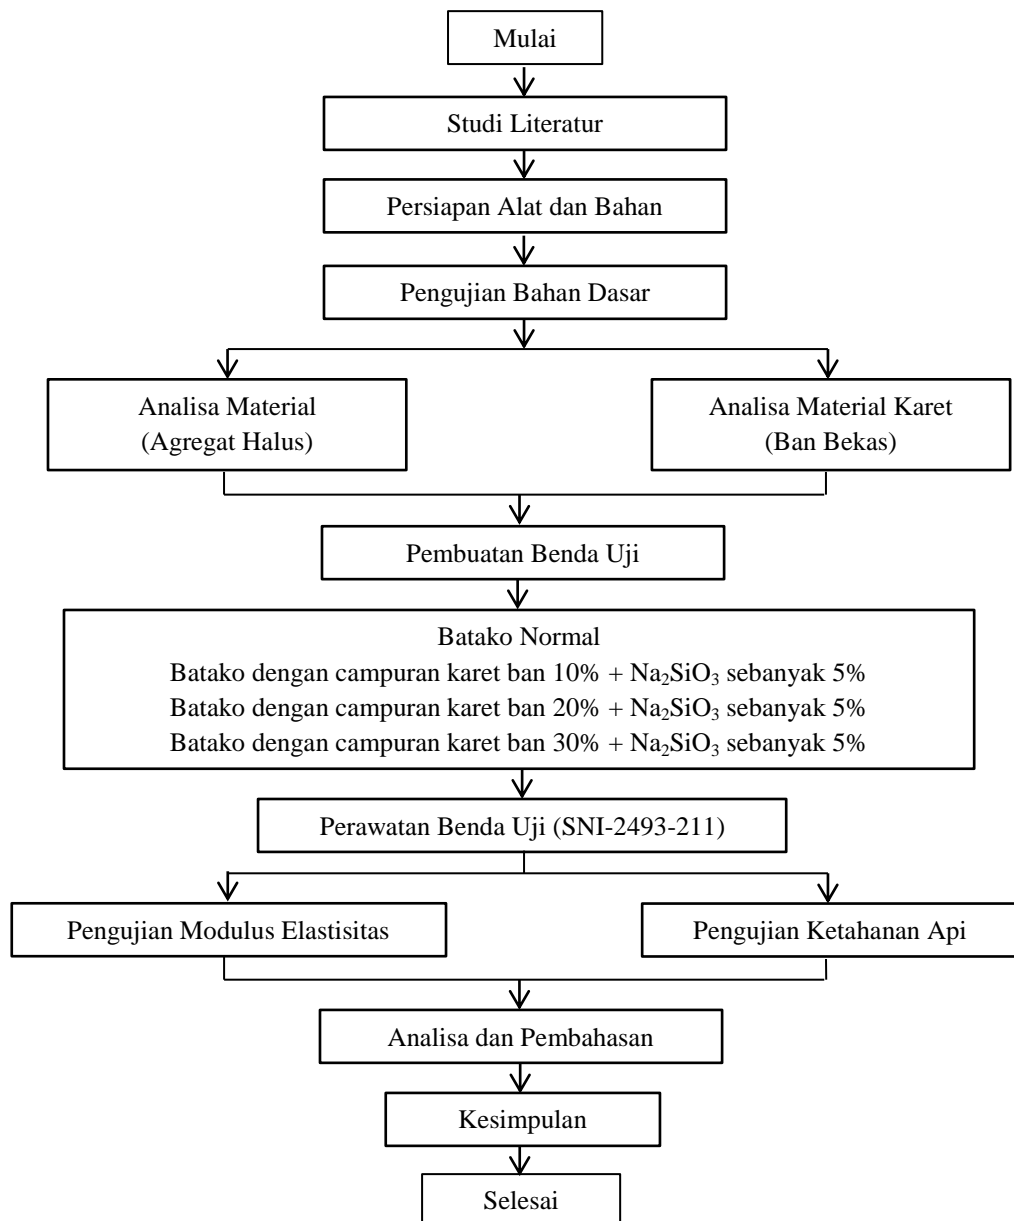 Mulai
Studi Literatur
Persiapan Alat dan Bahan
Pengujian Bahan Dasar
Analisa Material
(Agregat Halus)
Analisa Material Karet
(Ban Bekas)
Pembuatan Benda Uji
Batako Normal
Batako dengan campuran karet ban 10% + Na₂SiO₃ sebanyak 5%
Batako dengan campuran karet ban 20% + Na₂SiO₃ sebanyak 5%
Batako dengan campuran karet ban 30% + Na₂SiO₃ sebanyak 5%
Perawatan Benda Uji (SNI-2493-211)
Pengujian Modulus Elastisitas
Pengujian Ketahanan Api
Analisa dan Pembahasan
Kesimpulan
Selesai